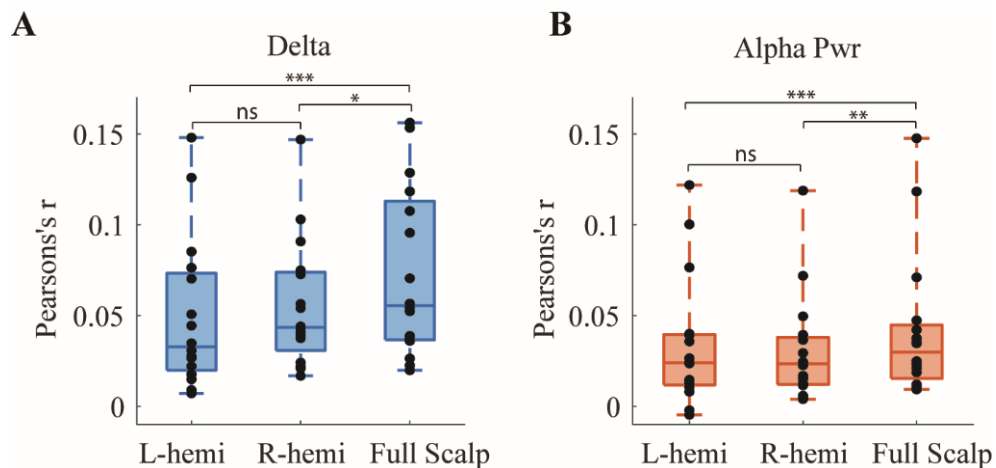 A
Delta
***
ns
*
0.15
0.1
0.05
0
Pearsons's r
L-hemi
R-hemi
Full Scalp
B
Alpha Pwr
***
**
ns
0.15
0.1
0.05
0
Pearsons's r
L-hemi
R-hemi
Full Scalp